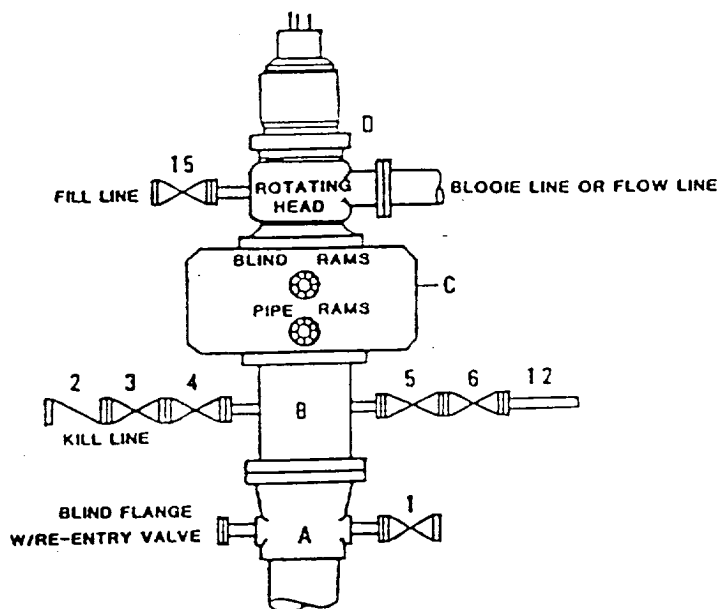 D
15
FILL LINE
ROTATING HEAD
BLOOIE LINE OR FLOW LINE
BLIND RAMS
C
PIPE RAMS
2 3 4
5 6 12
B
KILL LINE
1
BLIND FLANGE
W/RE-ENTRY VALVE
A